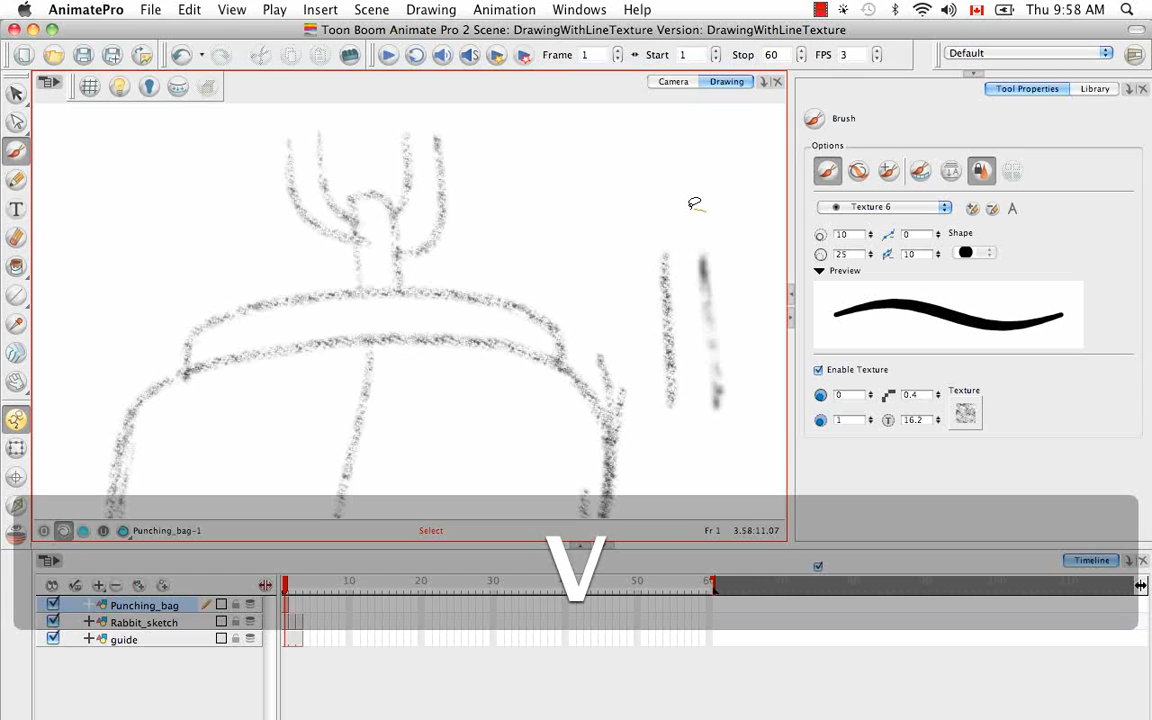 AnimatePro File Edit View Play Insert Scene Drawing Animation Windows Help Thu 9:58 AM
Toon Boom Animate Pro 2 Scene: DrawingWithLineTexture Version: DrawingWithLineTexture
Frame 1 Start 1 Stop 60 FPS 3 Default
Camera Drawing Tool Properties Library
Brush
Options
Texture 6
10 0 Shape
25 10
Preview
Enable Texture
0 0.4 Texture
1 16.2
Punching_bag-1 Select Fr 1 3.58:11.07
V
Timeline
10 20 30 40 50 60
Punching_bag
Rabbit_sketch
guide